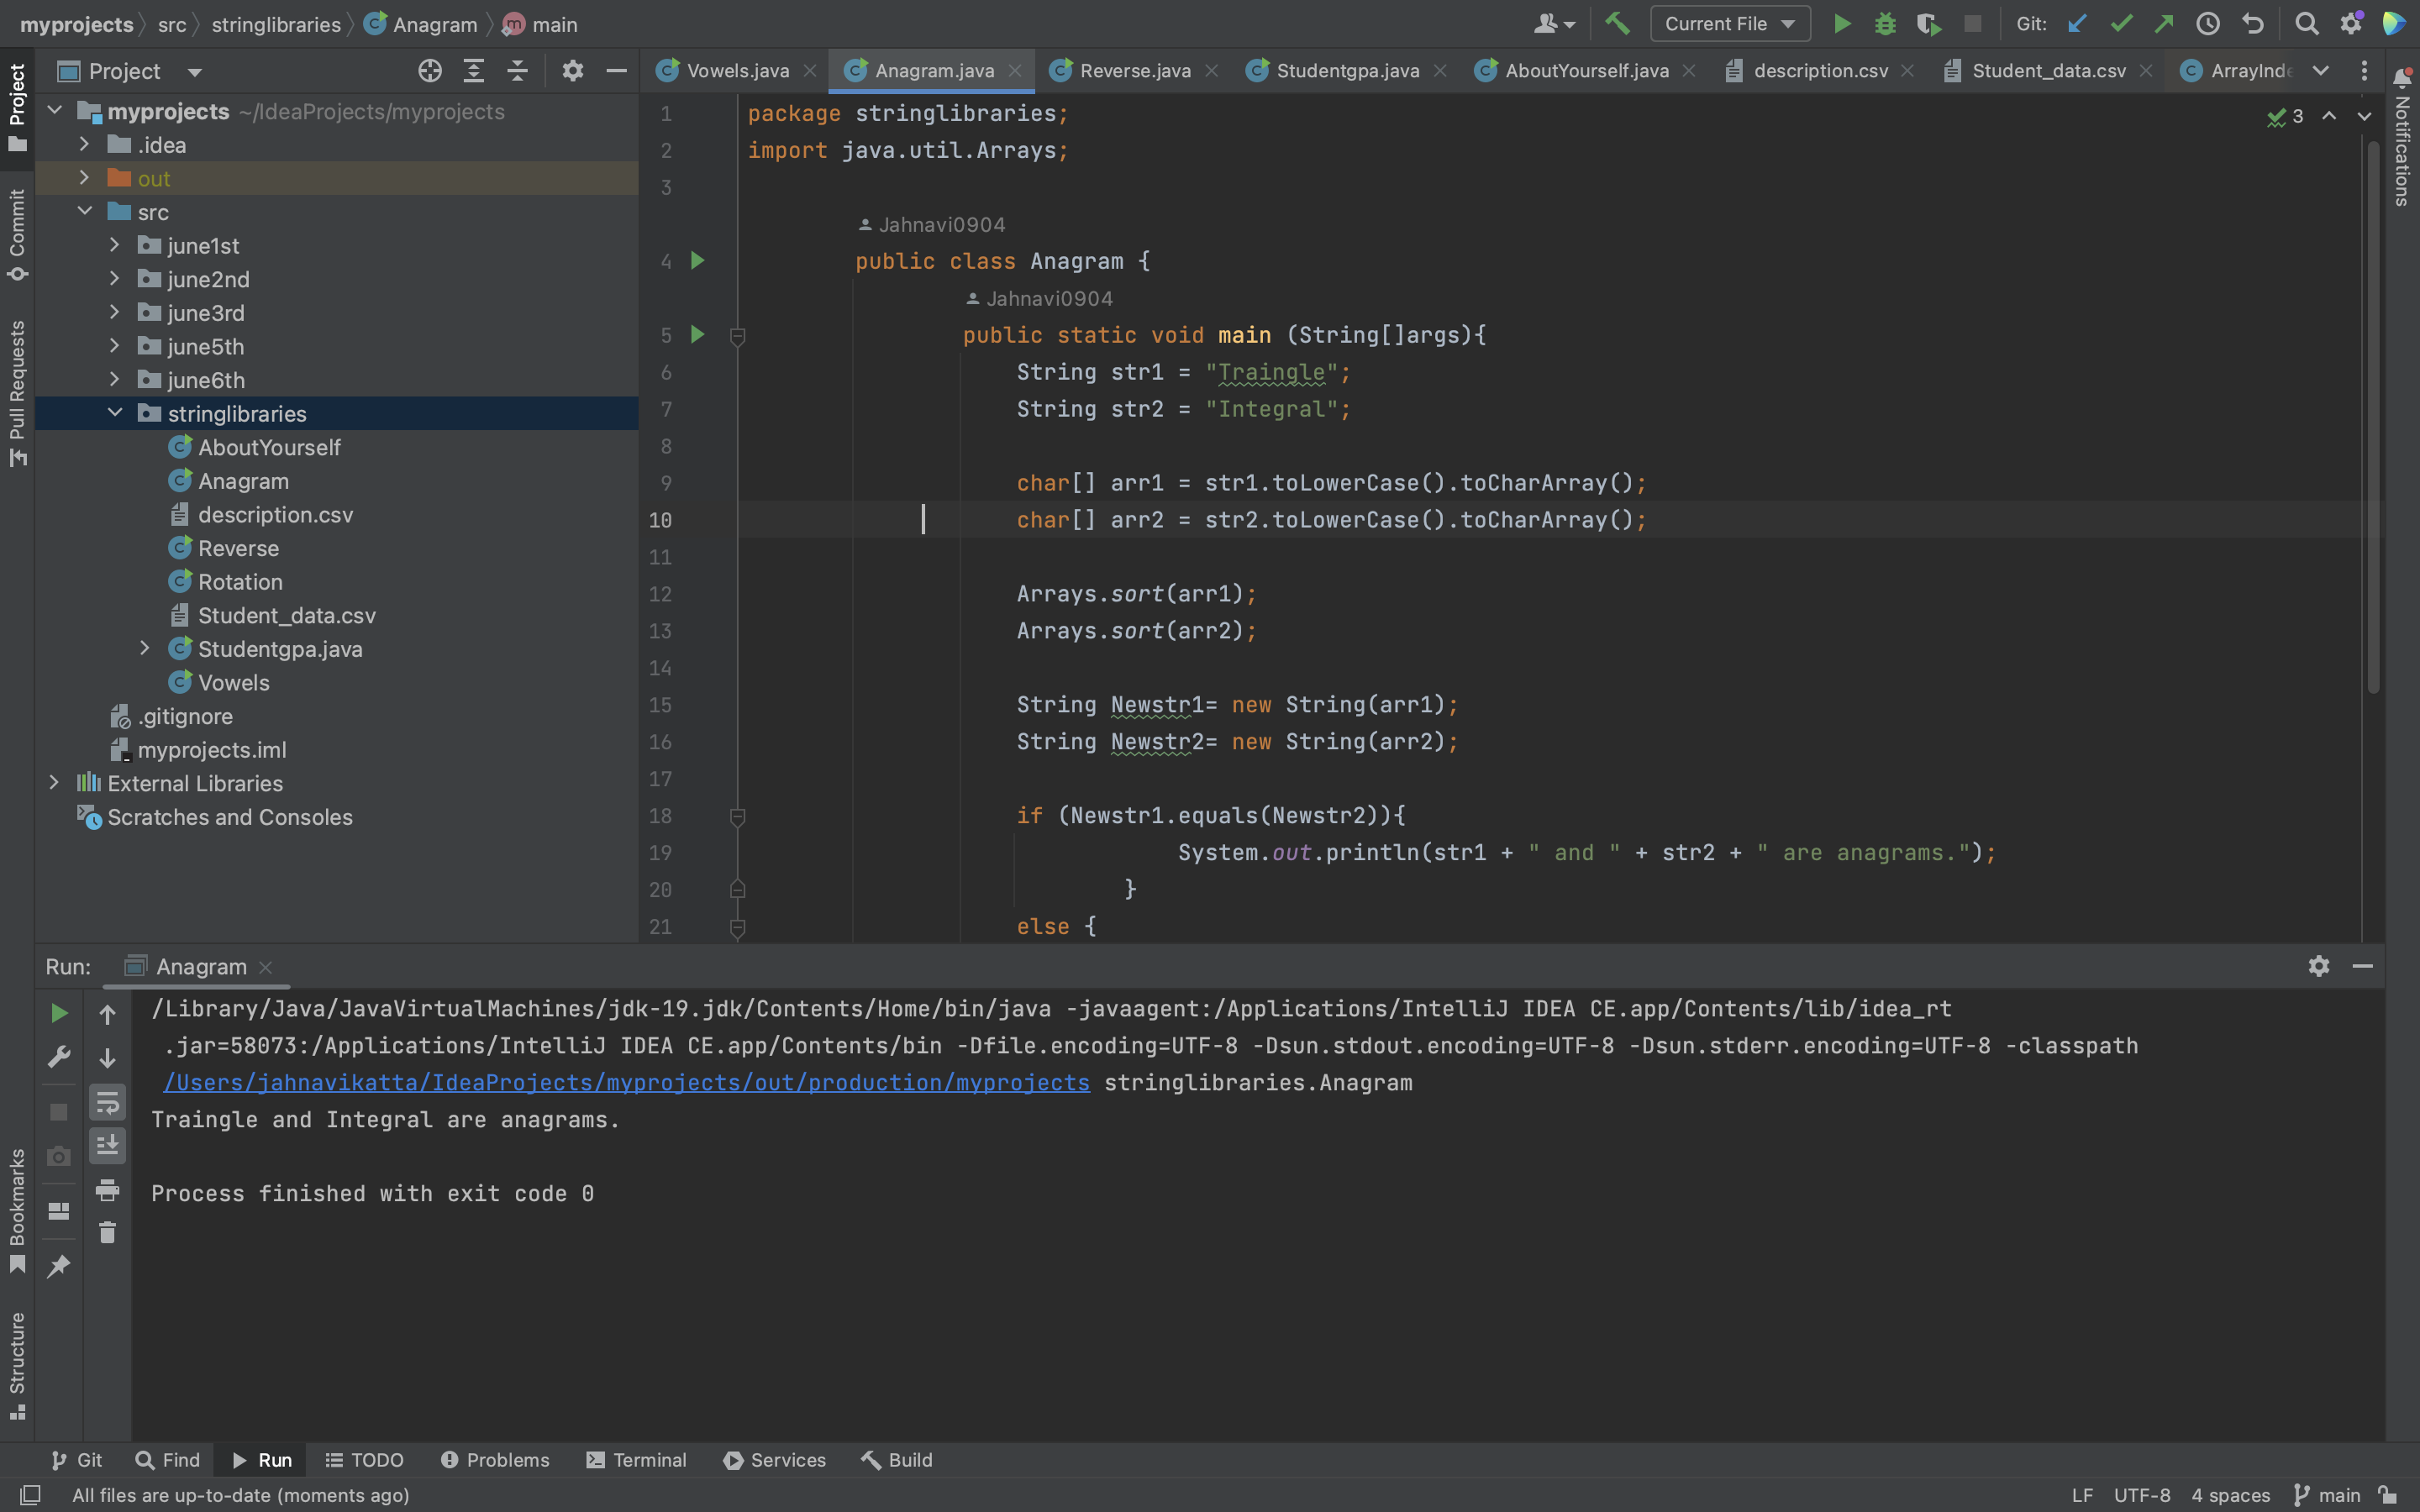 myprojects src stringlibraries Anagram main
Current File
Git:
Project
Vowels.java
Anagram.java
Reverse.java
Studentgpa.java
AboutYourself.java
description.csv
Student_data.csv
ArrayInde
Project
Commit
Pull Requests
Bookmarks
Structure
Notifications
myprojects ~/IdeaProjects/myprojects
.idea
out
src
june1st
june2nd
june3rd
june5th
june6th
stringlibraries
AboutYourself
Anagram
description.csv
Reverse
Rotation
Student_data.csv
Studentgpa.java
Vowels
.gitignore
myprojects.iml
External Libraries
Scratches and Consoles
3
1 package stringlibraries;
2 import java.util.Arrays;
3
Jahnavi0904
4 public class Anagram {
Jahnavi0904
5 public static void main (String[]args){
6 String str1 = "Traingle";
7 String str2 = "Integral";
8
9 char[] arr1 = str1.toLowerCase().toCharArray();
10 char[] arr2 = str2.toLowerCase().toCharArray();
11
12 Arrays.sort(arr1);
13 Arrays.sort(arr2);
14
15 String Newstr1= new String(arr1);
16 String Newstr2= new String(arr2);
17
18 if (Newstr1.equals(Newstr2)){
19 System.out.println(str1 + " and " + str2 + " are anagrams.");
20 }
21 else {
Run: Anagram
/Library/Java/JavaVirtualMachines/jdk-19.jdk/Contents/Home/bin/java -javaagent:/Applications/IntelliJ IDEA CE.app/Contents/lib/idea_rt
.jar=58073:/Applications/IntelliJ IDEA CE.app/Contents/bin -Dfile.encoding=UTF-8 -Dsun.stdout.encoding=UTF-8 -Dsun.stderr.encoding=UTF-8 -classpath
/Users/jahnavikatta/IdeaProjects/myprojects/out/production/myprojects stringlibraries.Anagram
Traingle and Integral are anagrams.
Process finished with exit code 0
Git Find Run TODO Problems Terminal Services Build
All files are up-to-date (moments ago)
LF UTF-8 4 spaces main